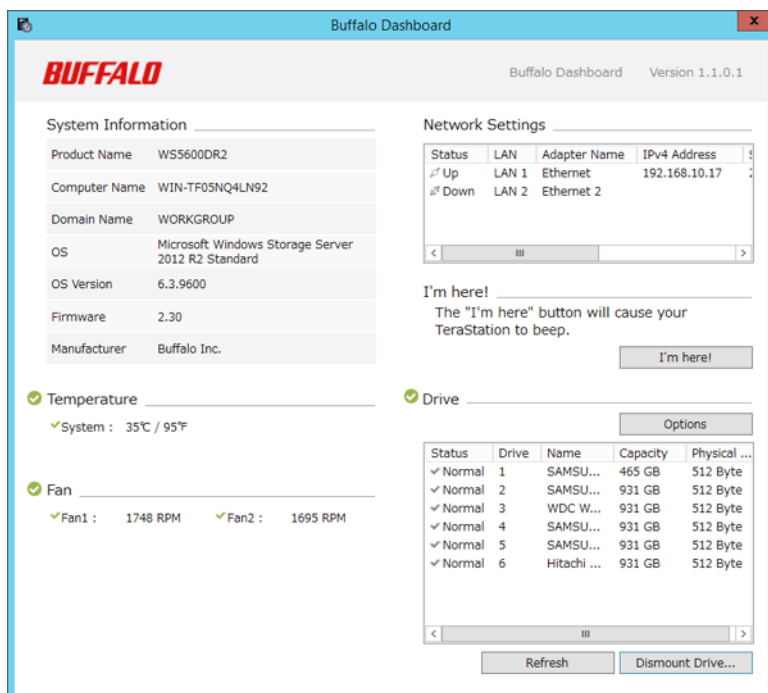 Buffalo Dashboard
x
BUFFALO
Buffalo Dashboard Version 1.1.0.1
System Information
Product Name WS5600DR2
Computer Name WIN-TF05NQ4LN92
Domain Name WORKGROUP
OS Microsoft Windows Storage Server
2012 R2 Standard
OS Version 6.3.9600
Firmware 2.30
Manufacturer Buffalo Inc.
Temperature
System : 35℃ / 95℉
Fan
Fan1 : 1748 RPM Fan2 : 1695 RPM
Network Settings
Status LAN Adapter Name IPv4 Address
Up LAN 1 Ethernet 192.168.10.17
Down LAN 2 Ethernet 2
I'm here!
The "I'm here" button will cause your
TeraStation to beep.
I'm here!
Drive
Options
Status Drive Name Capacity Physical ...
Normal 1 SAMSU... 465 GB 512 Byte
Normal 2 SAMSU... 931 GB 512 Byte
Normal 3 WDC W... 931 GB 512 Byte
Normal 4 SAMSU... 931 GB 512 Byte
Normal 5 SAMSU... 931 GB 512 Byte
Normal 6 Hitachi ... 931 GB 512 Byte
Refresh Dismount Drive...